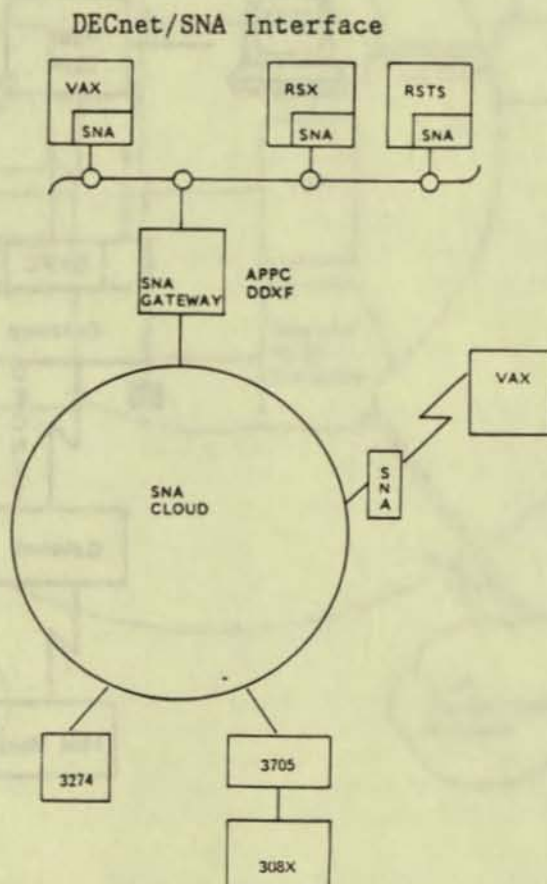 DECnet/SNA Interface
VAX
SNA
RSX
SNA
RSTS
SNA
SNA
GATEWAY
APPC
DDXF
VAX
S
N
A
SNA
CLOUD
3274
3705
308X